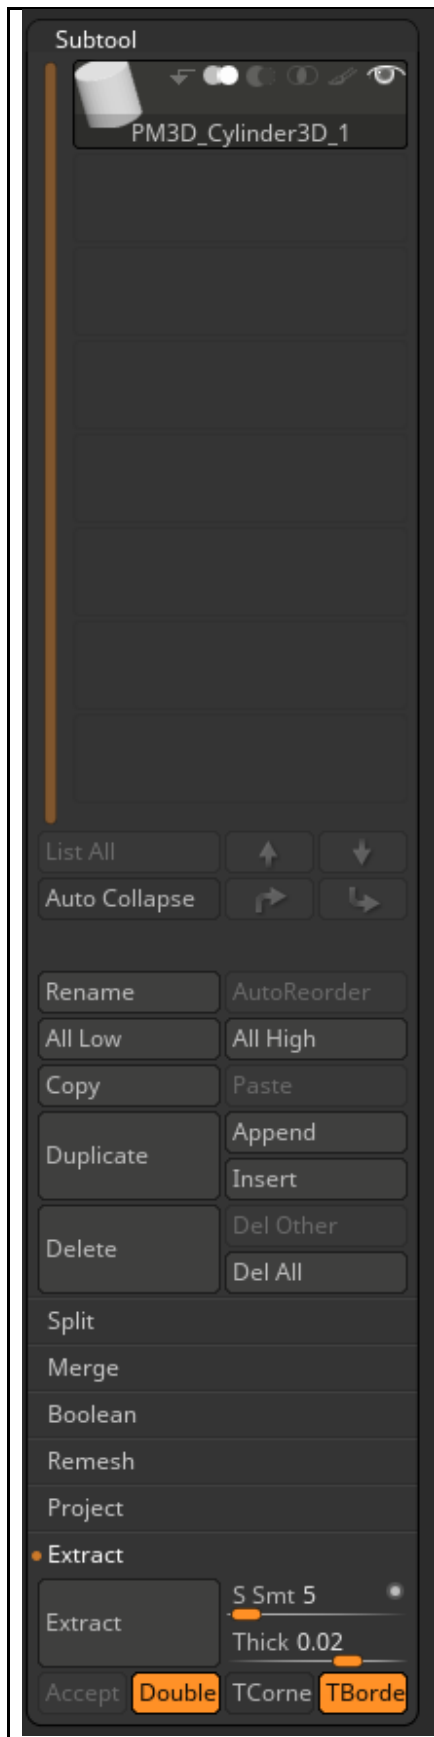 Subtool
PM3D_Cylinder3D_1
List All
Auto Collapse
Rename AutoReorder
All Low All High
Copy Paste
Duplicate Append
Insert
Delete Del Other
Del All
Split
Merge
Boolean
Remesh
Project
Extract
Extract S Smt 5
Thick 0.02
Accept Double TCorne TBorde